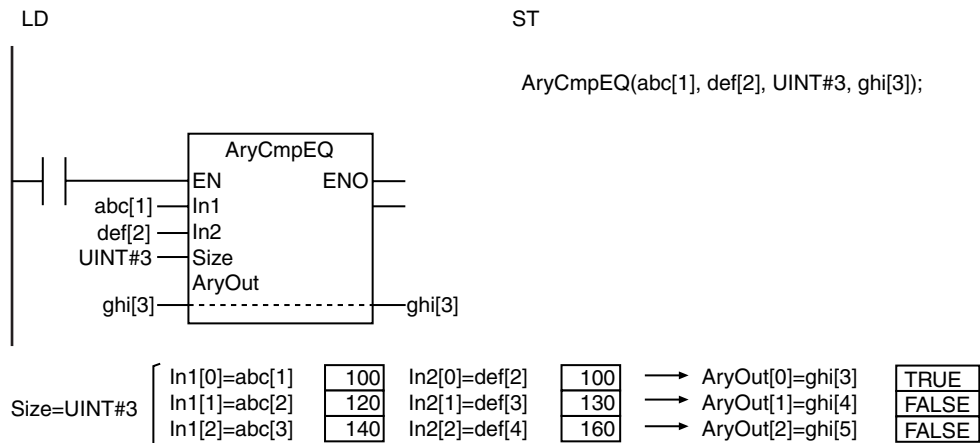 LD
ST
AryCmpEQ(abc[1], def[2], UINT#3, ghi[3]);
AryCmpEQ
EN ENO
abc[1] In1
def[2] In2
UINT#3 Size
AryOut
ghi[3] ghi[3]
In1[0]=abc[1] 100 In2[0]=def[2] 100 → AryOut[0]=ghi[3] TRUE
Size=UINT#3 In1[1]=abc[2] 120 In2[1]=def[3] 130 → AryOut[1]=ghi[4] FALSE
In1[2]=abc[3] 140 In2[2]=def[4] 160 → AryOut[2]=ghi[5] FALSE